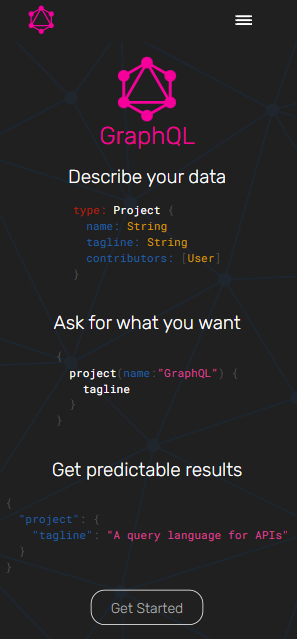 GraphQL
Describe your data
type: Project {
name: String
tagline: String
contributors: [User]
}
Ask for what you want
{
project(name:"GraphQL") {
tagline
}
}
Get predictable results
{
"project": {
"tagline": "A query language for APIs"
}
}
Get Started